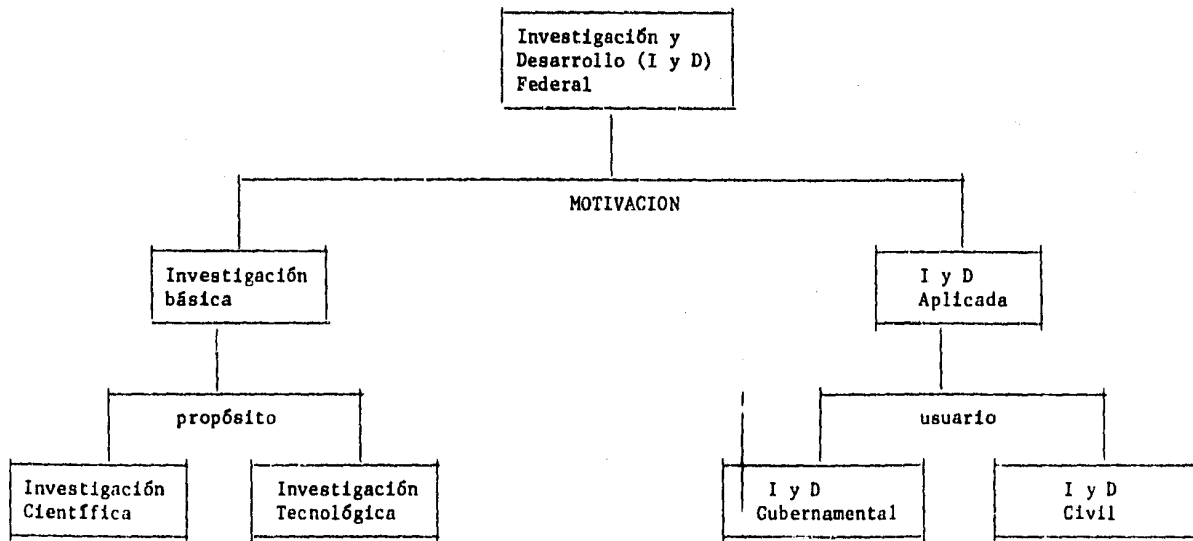 Investigación y
Desarrollo (I y D)
Federal
MOTIVACION
Investigación
básica
I y D
Aplicada
propósito
usuario
Investigación
Científica
Investigación
Tecnológica
I y D
Gubernamental
I y D
Civil